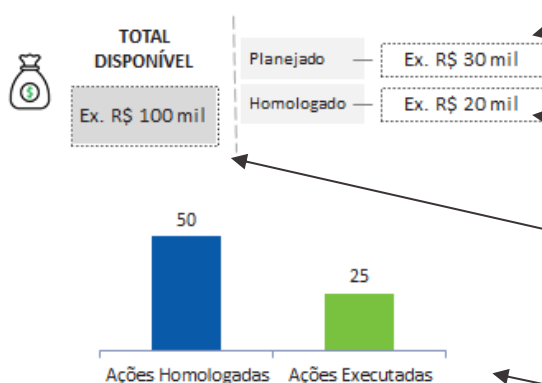 TOTAL
DISPONÍVEL
Ex. R$ 100 mil
Planejado
Ex. R$ 30 mil
Homologado
Ex. R$ 20 mil
50
25
Ações Homologadas
Ações Executadas